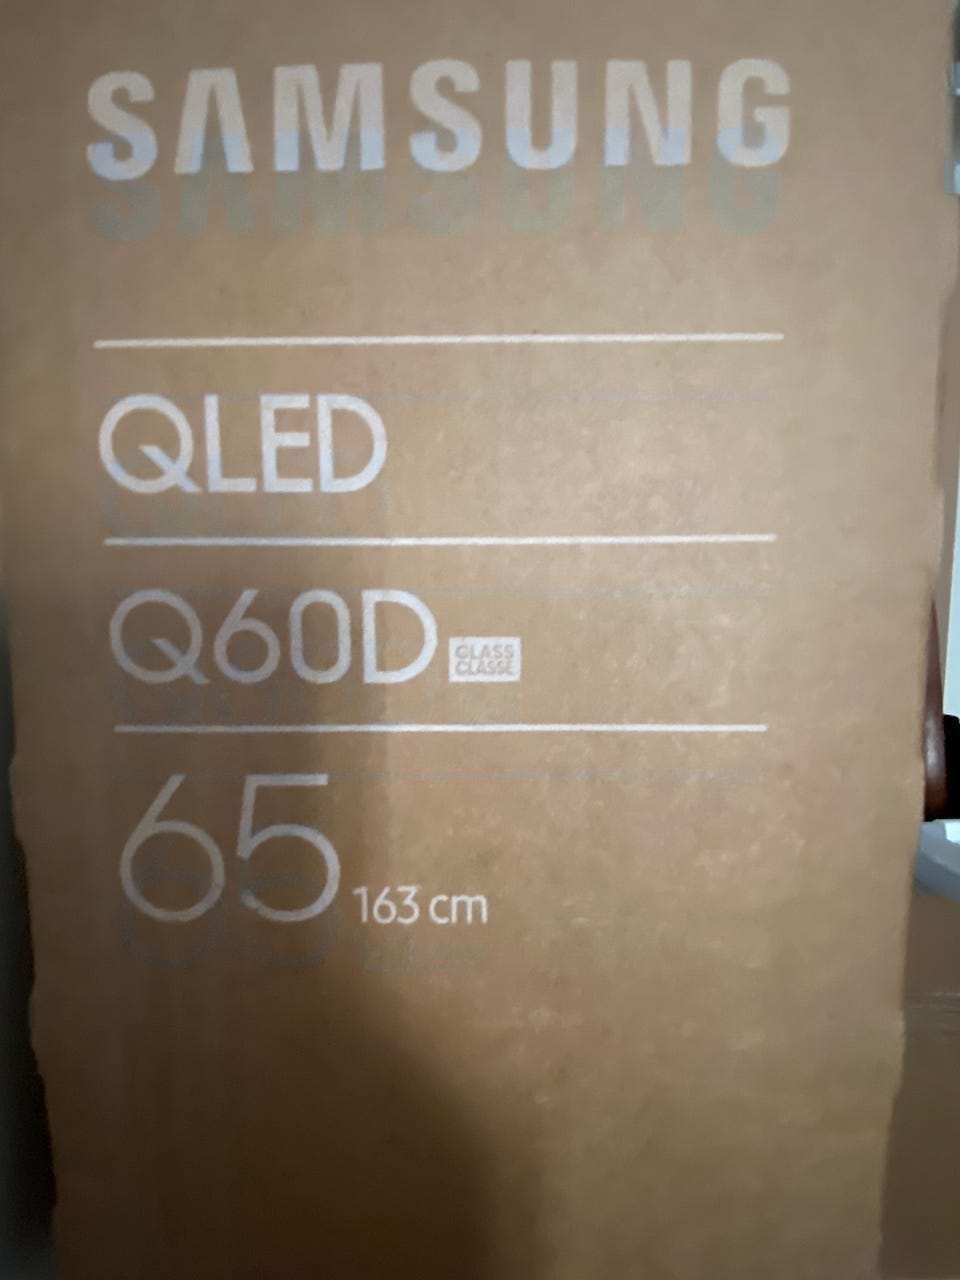 SAMSUNG
QLED
Q60D CLASS
CLASSE
65 163 cm